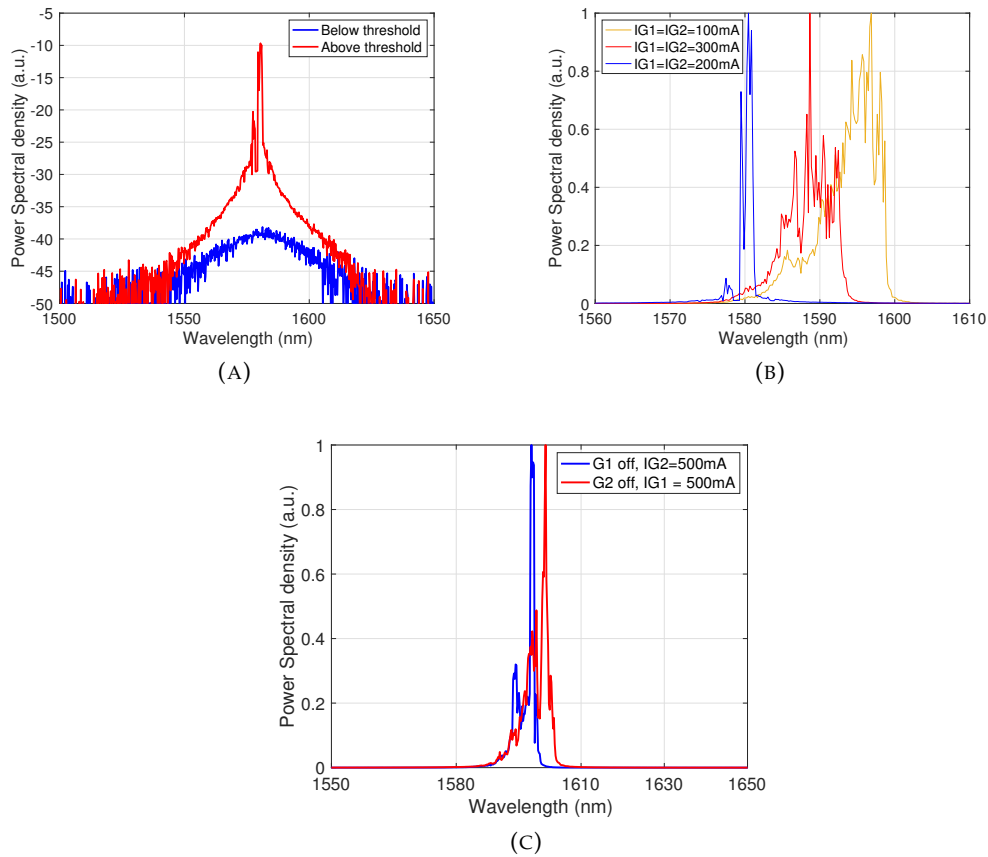 Power Spectral density (a.u.)
-5
-10
-15
-20
-25
-30
-35
-40
-45
-50
Below threshold
Above threshold
1500
1550
1600
1650
Wavelength (nm)
(A)
Power Spectral density (a.u.)
1
0.8
0.6
0.4
0.2
0
IG1=IG2=100mA
IG1=IG2=300mA
IG1=IG2=200mA
1560
1570
1580
1590
1600
1610
Wavelength (nm)
(B)
Power Spectral density (a.u.)
1
0.8
0.6
0.4
0.2
0
G1 off, IG2=500mA
G2 off, IG1 = 500mA
1550
1580
1610
1630
1650
Wavelength (nm)
(C)